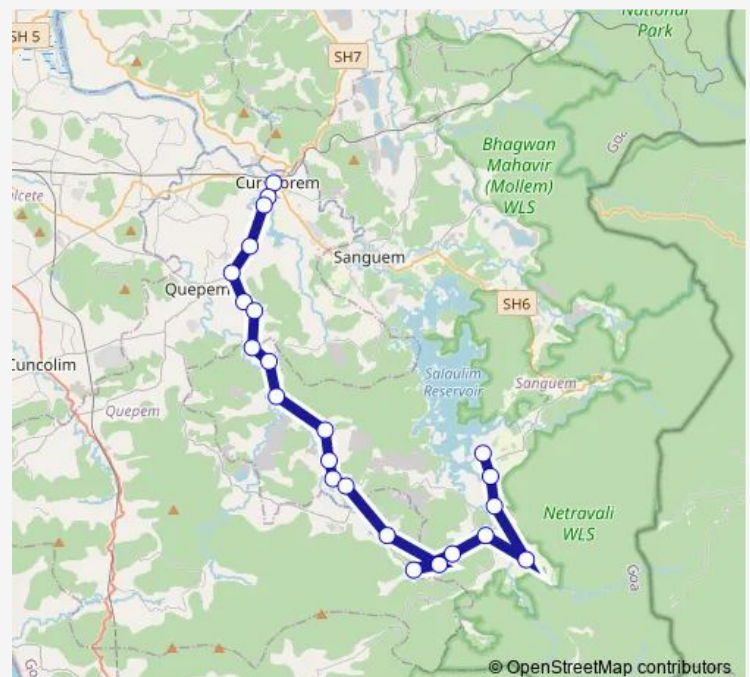 National
Park
SH 5
SH7
Bhagwan
Mahavir
(Mollem)
WLS
Goa
Sanguem
Quepem
SH6
Cuncolim
Salaulim
Reservoir
Sanguem
Quepem
Netravali
WLS
Goa
© OpenStreetMap contributors